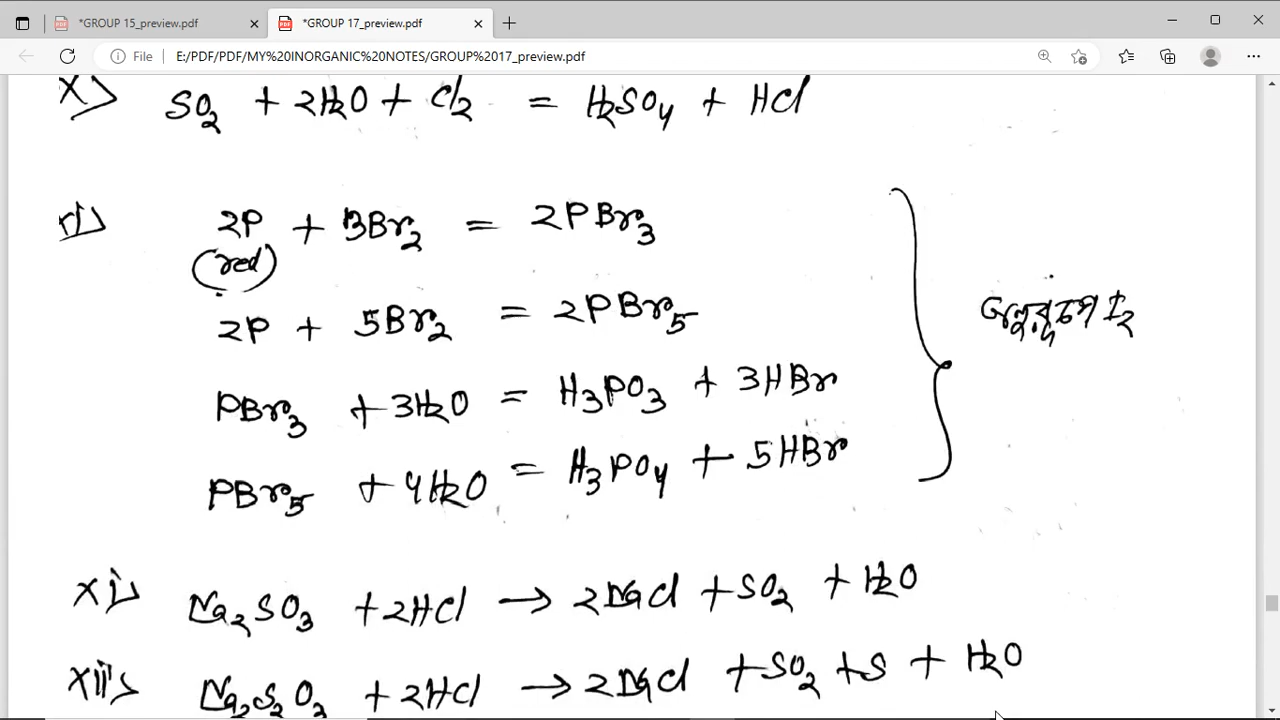 *GROUP 15_preview.pdf
*GROUP 17_preview.pdf
File E:/PDF/PDF/MY%20INORGANIC%20NOTES/GROUP%2017_preview.pdf
x> SO2 + 2H2O + Cl2 = H2SO4 + HCl
2P + 3Br2 = 2PBr3
(red)
2P + 5Br2 = 2PBr5
PBr3 + 3H2O = H3PO3 + 3HBr
PBr5 + 4H2O = H3PO4 + 5HBr
I2
xi> Na2SO3 + 2HCl → 2NaCl + SO2 + H2O
xii> Na2S2O3 + 2HCl → 2NaCl + SO2 + S + H2O